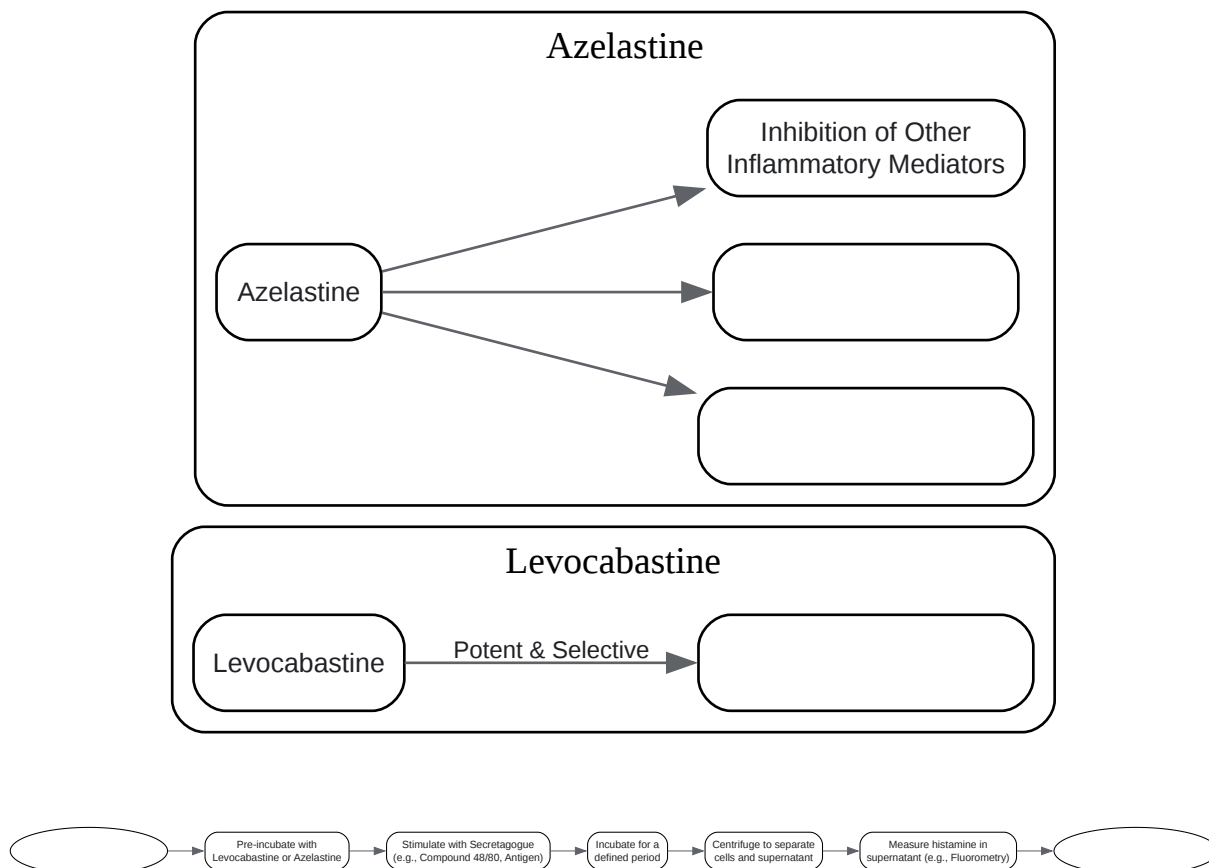 Azelastine
Inhibition of Other
Inflammatory Mediators
Azelastine
Levocabastine
Levocabastine
Potent & Selective
Pre-incubate with
Levocabastine or Azelastine
Stimulate with Secretagogue
(e.g., Compound 48/80, Antigen)
Incubate for a
defined period
Centrifuge to separate
cells and supernatant
Measure histamine in
supernatant (e.g., Fluorometry)